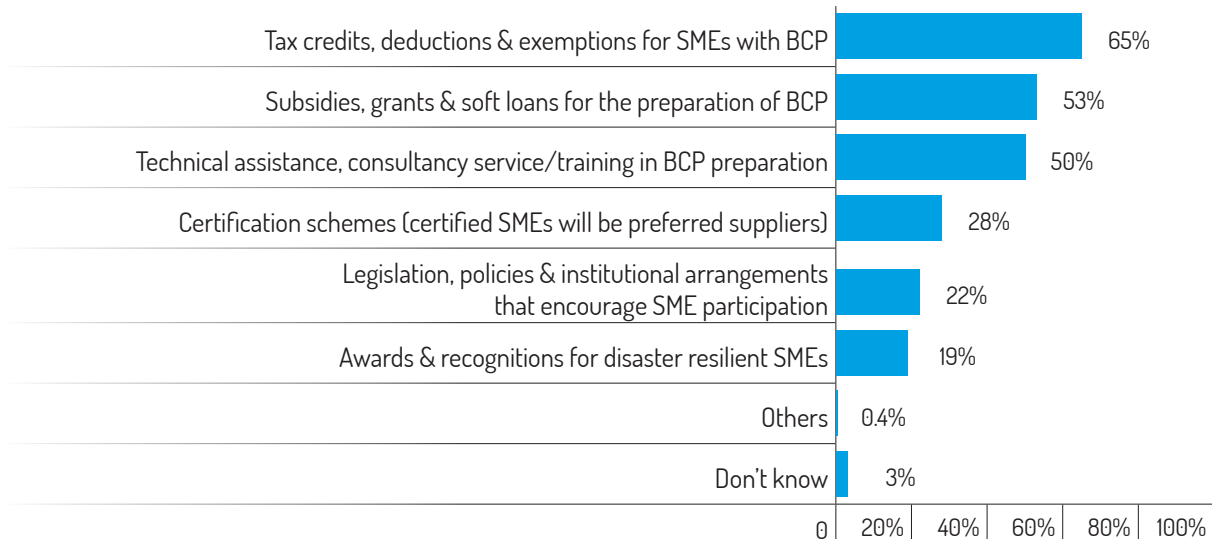 Tax credits, deductions & exemptions for SMEs with BCP 65%
Subsidies, grants & soft loans for the preparation of BCP 53%
Technical assistance, consultancy service/training in BCP preparation 50%
Certification schemes (certified SMEs will be preferred suppliers) 28%
Legislation, policies & institutional arrangements
that encourage SME participation 22%
Awards & recognitions for disaster resilient SMEs 19%
Others 0.4%
Don't know 3%
0 20% 40% 60% 80% 100%